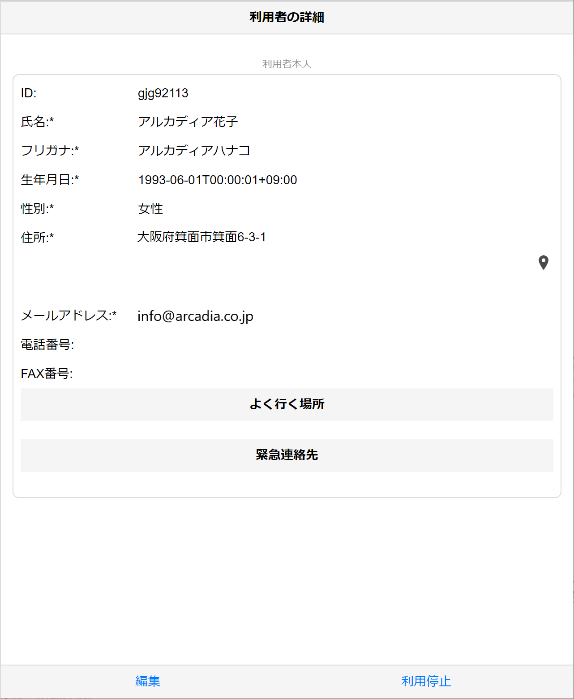 利用者の詳細
利用者本人
ID: gjg92113
氏名:* アルカディア花子
フリガナ:* アルカディアハナコ
生年月日:* 1993-06-01T00:00:01+09:00
性別:* 女性
住所:* 大阪府箕面市箕面6-3-1
メールアドレス:* info@arcadia.co.jp
電話番号:
FAX番号:
よく行く場所
緊急連絡先
編集 利用停止